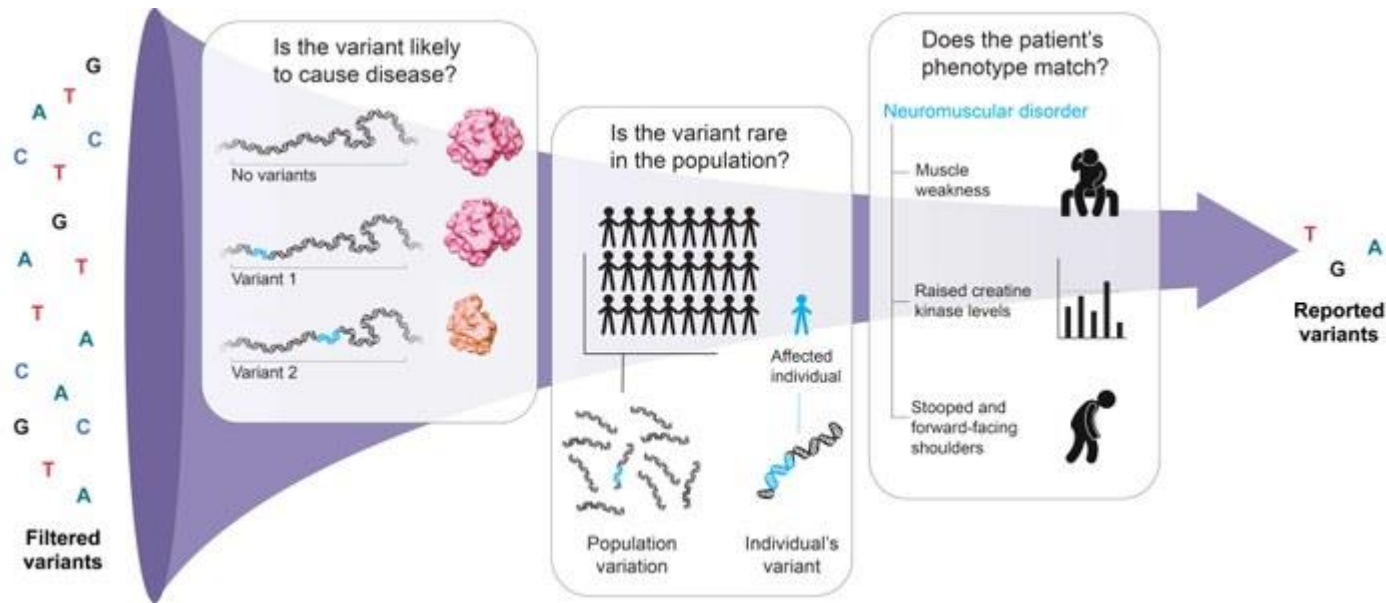 G
T
A
C
C
T
G
A
T
T
A
C
A
G
C
T
A
Filtered
variants
Is the variant likely
to cause disease?
No variants
Variant 1
Variant 2
Is the variant rare
in the population?
Affected
individual
Population
variation
Individual's
variant
Does the patient's
phenotype match?
Neuromuscular disorder
Muscle
weakness
Raised creatine
kinase levels
Stooped and
forward-facing
shoulders
T
A
G
Reported
variants